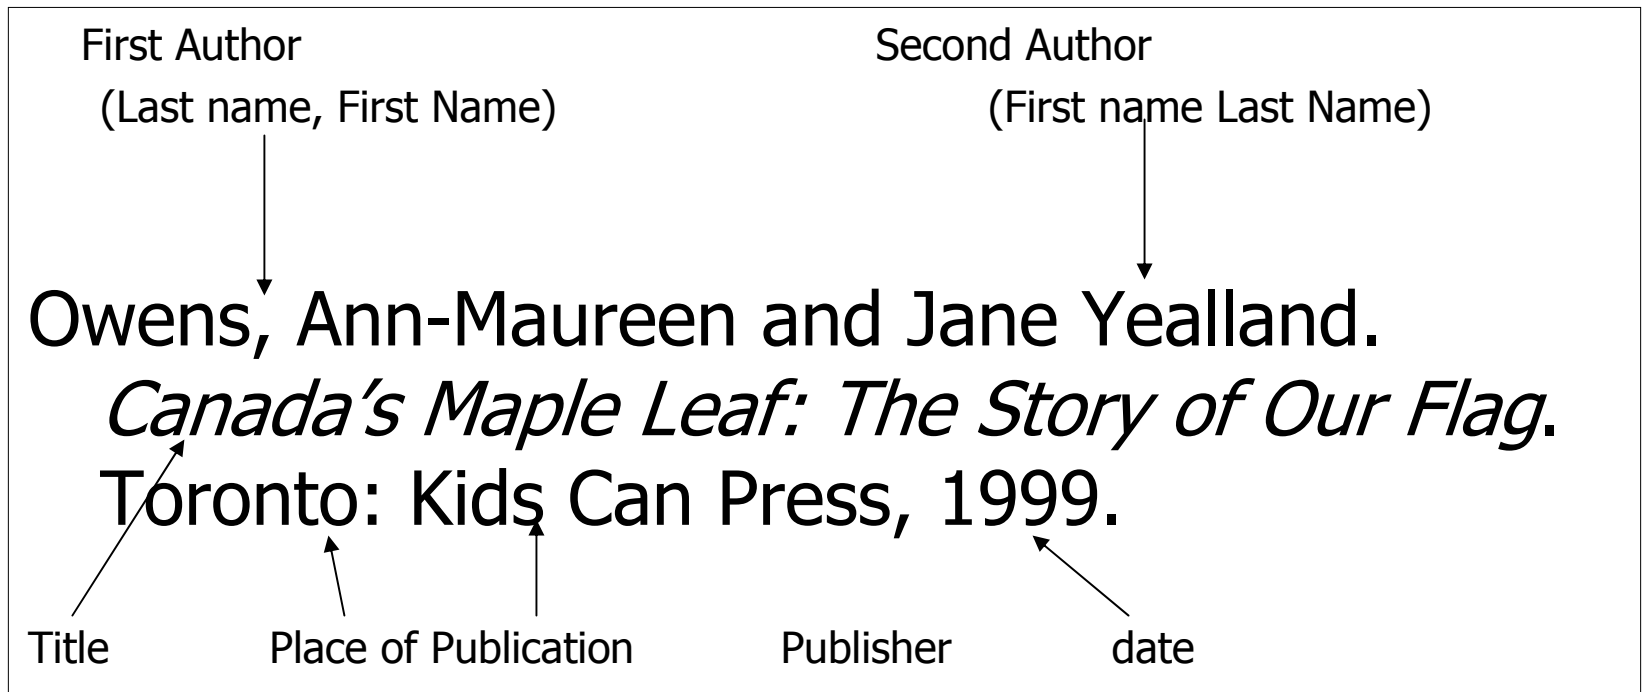 First Author Second Author
(Last name, First Name) (First name Last Name)
Owens, Ann-Maureen and Jane Yealland.
Canada’s Maple Leaf: The Story of Our Flag.
Toronto: Kids Can Press, 1999.
Title Place of Publication Publisher date